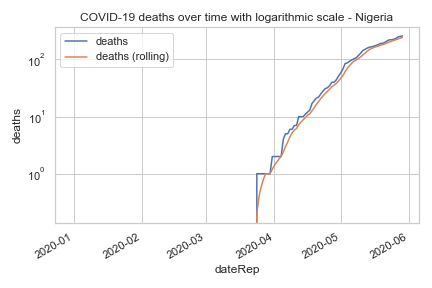 COVID-19 deaths over time with logarithmic scale - Nigeria
deaths
deaths (rolling)
10²
10¹
10⁰
deaths
2020-01
2020-02
2020-03
2020-04
2020-05
2020-06
dateRep